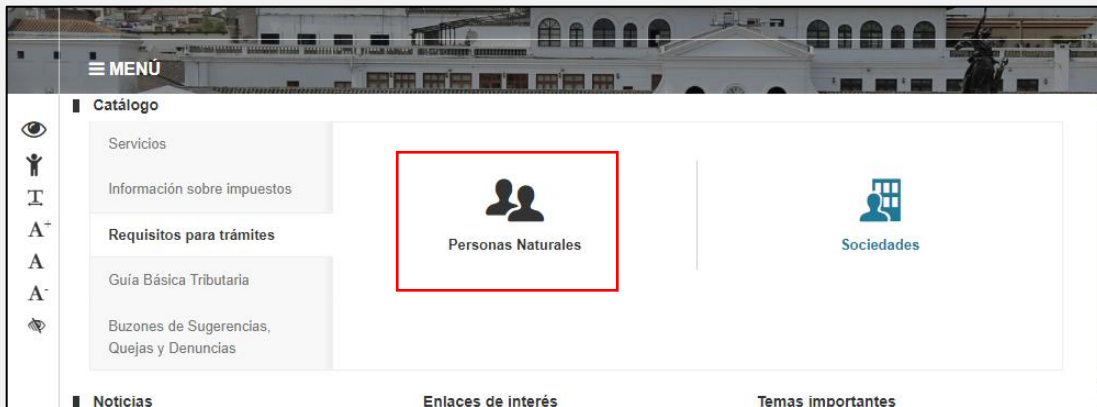 MENÚ
Catálogo
Servicios
Información sobre impuestos
Requisitos para trámites
Guía Básica Tributaria
Buzones de Sugerencias,
Quejas y Denuncias
Personas Naturales
Sociedades
T
A+
A
A-
Noticias
Enlaces de interés
Temas importantes